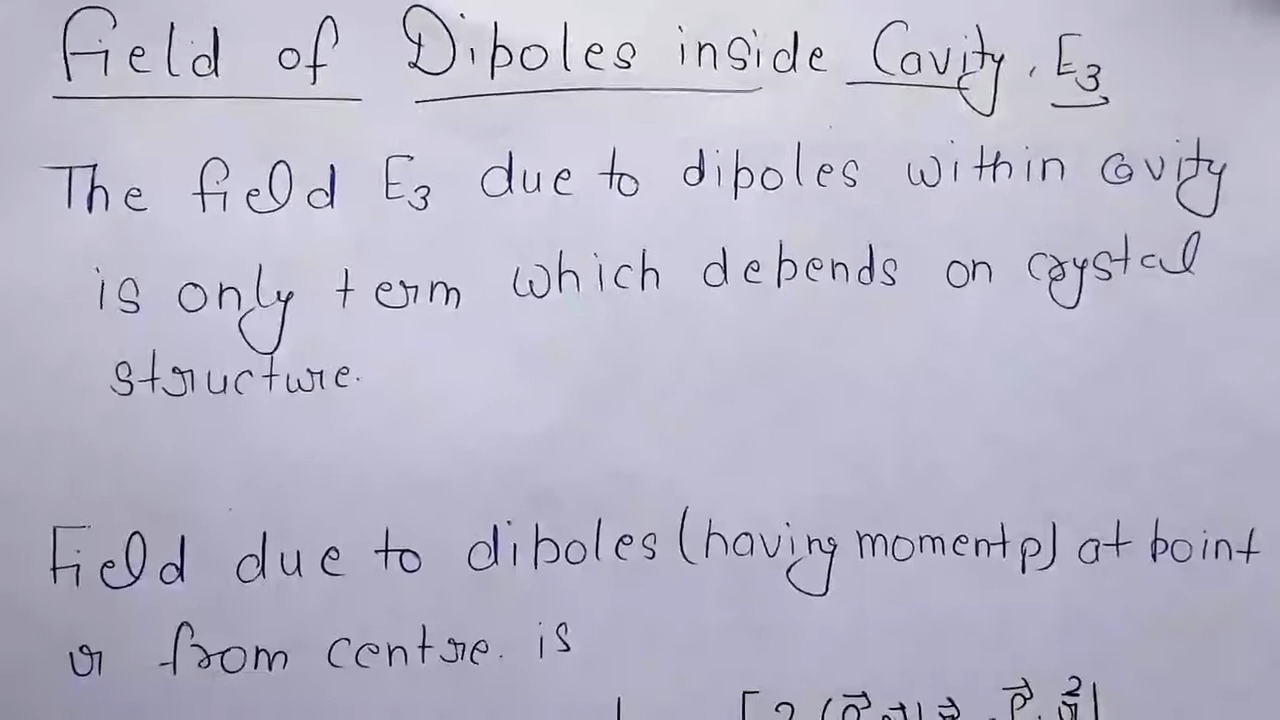 Field of Dipoles inside Cavity, E3
The field E3 due to dipoles within cavity
is only term which depends on crystal
structure.
Field due to dipoles (having moment p) at point
r from centre. is